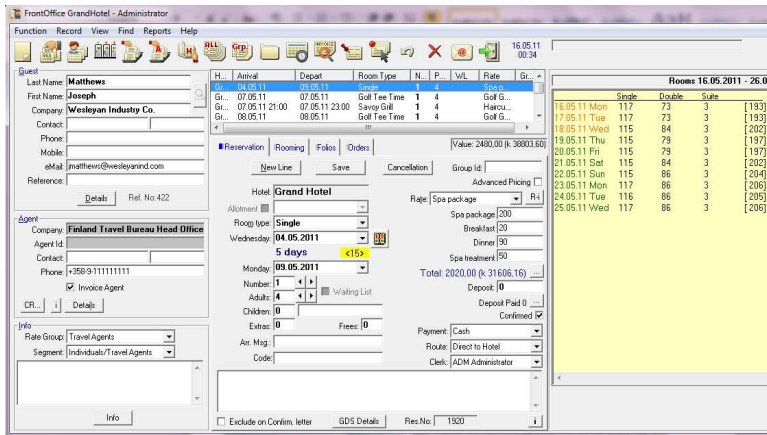 FrontOffice GrandHotel - Administrator
Function Record View Find Reports Help
ALL Grp. INVOICE @ 16.05.11
00:34
Guest
Last Name: Matthews
First Name: Joseph
Company: Wesleyan Industry Co.
Contact:
Phone:
Mobile:
eMail: jmatthews@wesleyanind.com
Reference:
Details Ref. No: 422
Agent
Company: Finland Travel Bureau Head Office
Agent Id:
Contact:
Phone: +358-9-111111111
Invoice Agent
CR... i Details
Info
Rate Group: Travel Agents
Segment: Individuals/Travel Agents
Info
H... Arrival Depart Room Type N... P... WL Rate Gr...
Gr... 04.05.11 09.05.11 Single 1 4 Spa p...
Gr... 07.05.11 07.05.11 Golf Tee Time 1 4 Golf G...
Gr... 07.05.11 21:00 07.05.11 23:00 Savoy Grill 1 4 Haircu...
Gr... 08.05.11 08.05.11 Golf Tee Time 1 4 Golf G...
Reservation Rooming Folios Orders Value: 2480,00 (k 38803,60)
New Line Save Cancellation Group Id:
Advanced Pricing
Hotel: Grand Hotel
Rate: Spa package R-i
Allotment
Room type: Single
Wednesday: 04.05.2011
5 days <15>
Monday: 09.05.2011
Number: 1
Adults: 4 Waiting List
Children: 0
Extras: 0 Frees: 0
Arr. Msg.:
Code:
Spa package 200
Breakfast 20
Dinner 90
Spa treatment 50
Total: 2020,00 (k 31606,16) ...
Deposit: 0
Deposit Paid 0 ...
Confirmed
Payment: Cash
Route: Direct to Hotel
Clerk: ADM Administrator
Exclude on Confirm. letter GDS Details Res.No: 1920 i
Rooms 16.05.2011 - 26.0
Single Double Suite
16.05.11 Mon 117 73 3 [193]
17.05.11 Tue 117 73 3 [193]
18.05.11 Wed 115 84 3 [202]
19.05.11 Thu 115 79 3 [197]
20.05.11 Fri 115 79 3 [197]
21.05.11 Sat 115 84 3 [202]
22.05.11 Sun 115 86 3 [204]
23.05.11 Mon 117 86 3 [206]
24.05.11 Tue 116 86 3 [205]
25.05.11 Wed 117 86 3 [206]